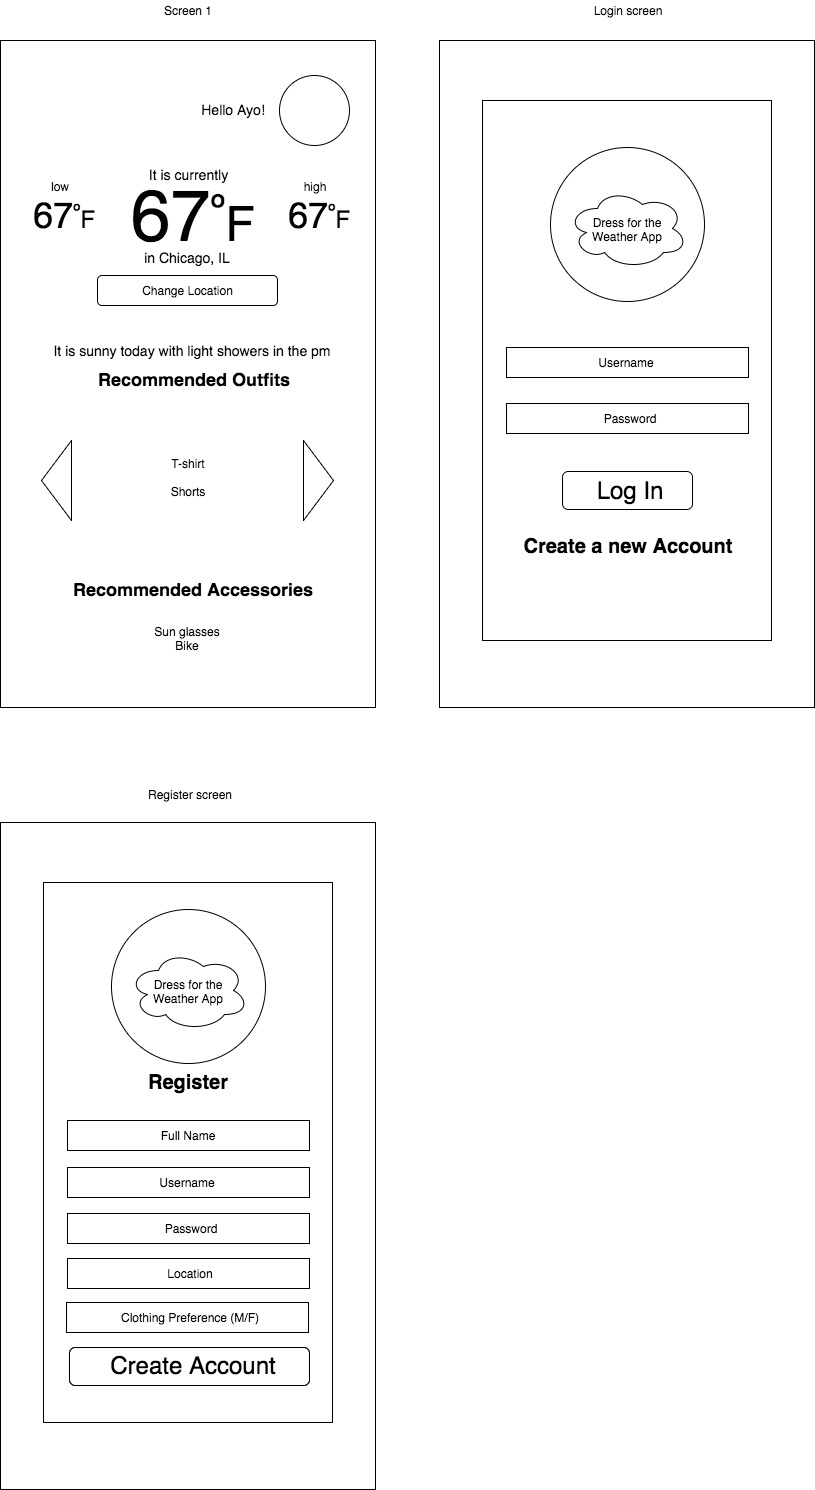 Screen 1
Hello Ayo!
It is currently
low
67°F
67°F
high
67°F
in Chicago, IL
Change Location
It is sunny today with light showers in the pm
Recommended Outfits
T-shirt
Shorts
Recommended Accessories
Sun glasses
Bike
Login screen
Dress for the
Weather App
Username
Password
Log In
Create a new Account
Register screen
Dress for the
Weather App
Register
Full Name
Username
Password
Location
Clothing Preference (M/F)
Create Account